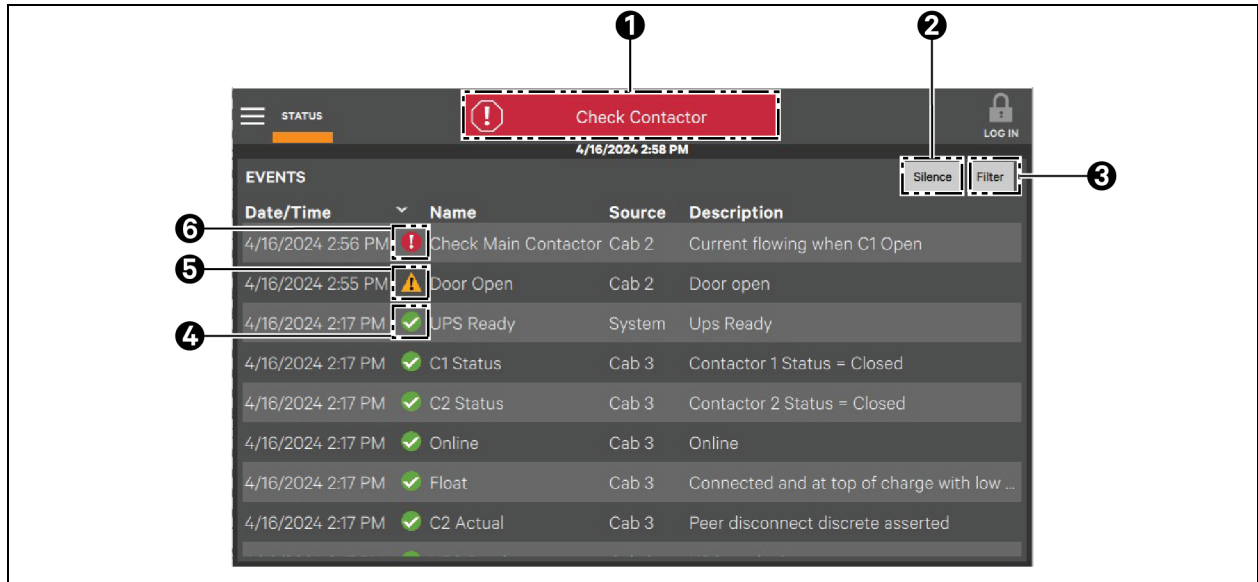 1 2
STATUS Check Contactor LOG IN
4/16/2024 2:58 PM
EVENTS Silence Filter 3
Date/Time Name Source Description
6 4/16/2024 2:56 PM Check Main Contactor Cab 2 Current flowing when C1 Open
5 4/16/2024 2:55 PM Door Open Cab 2 Door open
4 4/16/2024 2:17 PM UPS Ready System Ups Ready
4/16/2024 2:17 PM C1 Status Cab 3 Contactor 1 Status = Closed
4/16/2024 2:17 PM C2 Status Cab 3 Contactor 2 Status = Closed
4/16/2024 2:17 PM Online Cab 3 Online
4/16/2024 2:17 PM Float Cab 3 Connected and at top of charge with low ...
4/16/2024 2:17 PM C2 Actual Cab 3 Peer disconnect discrete asserted